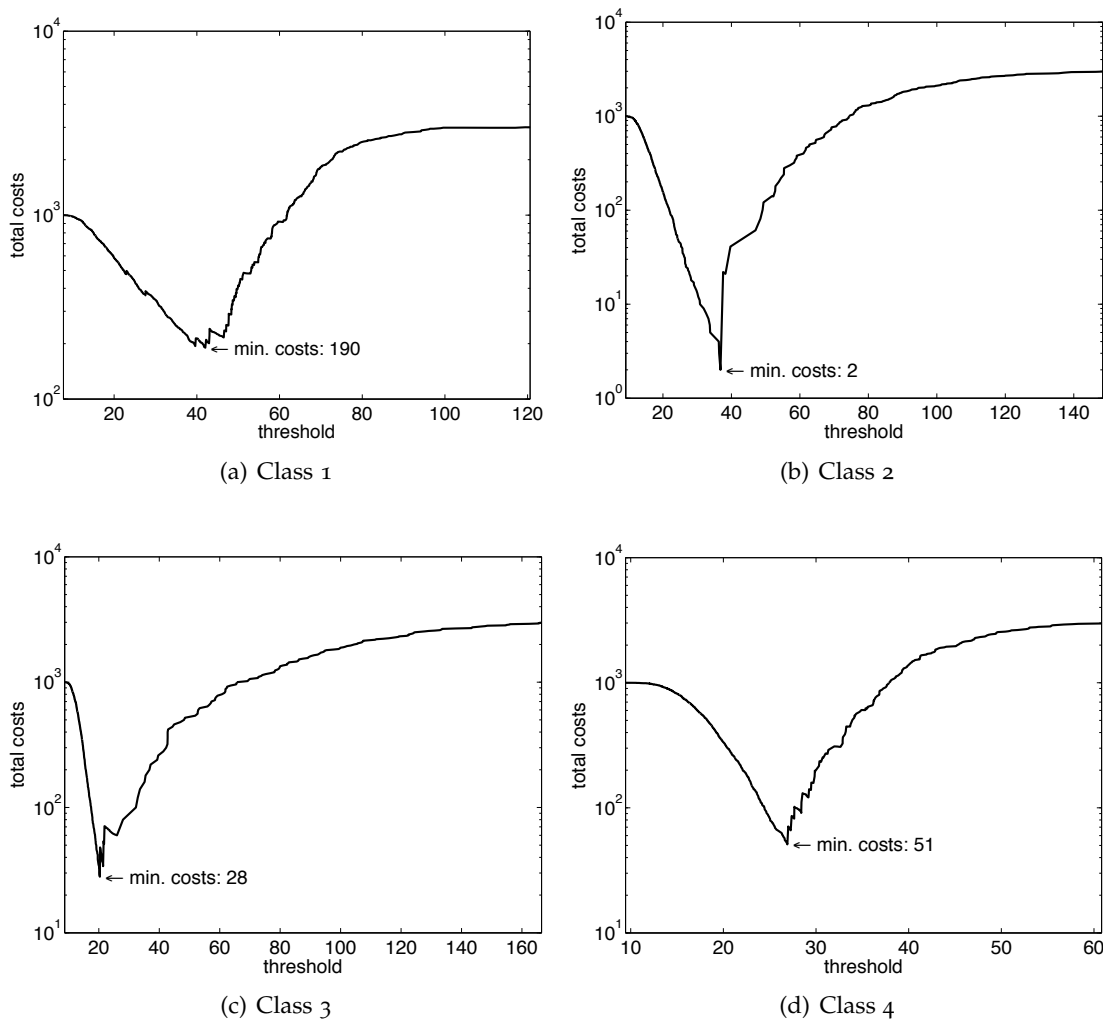 10^4
10^3
10^2
total costs
min. costs: 190
20 40 60 80 100 120
threshold
(a) Class 1
10^4
10^3
10^2
10^1
10^0
total costs
min. costs: 2
20 40 60 80 100 120 140
threshold
(b) Class 2
10^4
10^3
10^2
10^1
total costs
min. costs: 28
20 40 60 80 100 120 140 160
threshold
(c) Class 3
10^4
10^3
10^2
10^1
total costs
min. costs: 51
10 20 30 40 50 60
threshold
(d) Class 4